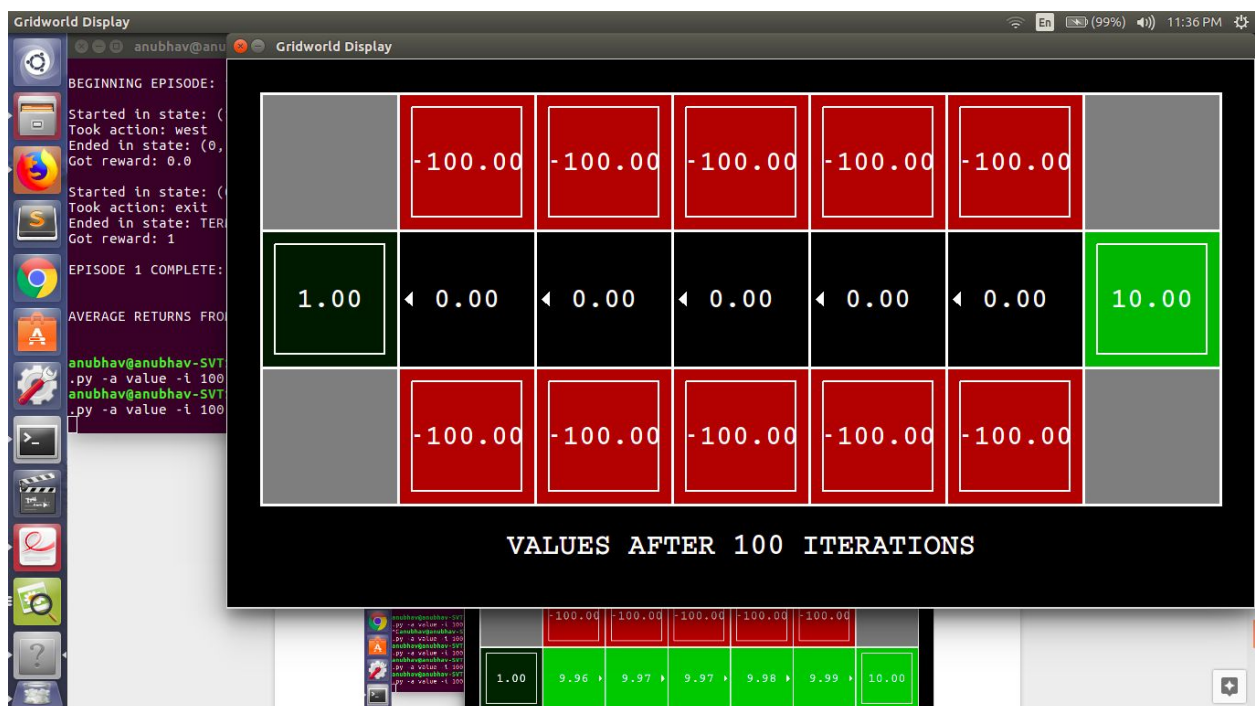 Gridworld Display
En (99%) 11:36 PM
anubhav@anu
Gridworld Display
BEGINNING EPISODE:
Started in state: (
Took action: west
Ended in state: (0,
Got reward: 0.0
Started in state: (
Took action: exit
Ended in state: TER
Got reward: 1
EPISODE 1 COMPLETE:
AVERAGE RETURNS FRO
anubhav@anubhav-SVT
.py -a value -i 100
anubhav@anubhav-SVT
.py -a value -i 100
-100.00 -100.00 -100.00 -100.00 -100.00
1.00 0.00 0.00 0.00 0.00 0.00 10.00
-100.00 -100.00 -100.00 -100.00 -100.00
VALUES AFTER 100 ITERATIONS
-100.00 -100.00 -100.00 -100.00 -100.00
1.00 9.96 9.97 9.97 9.98 9.99 10.00